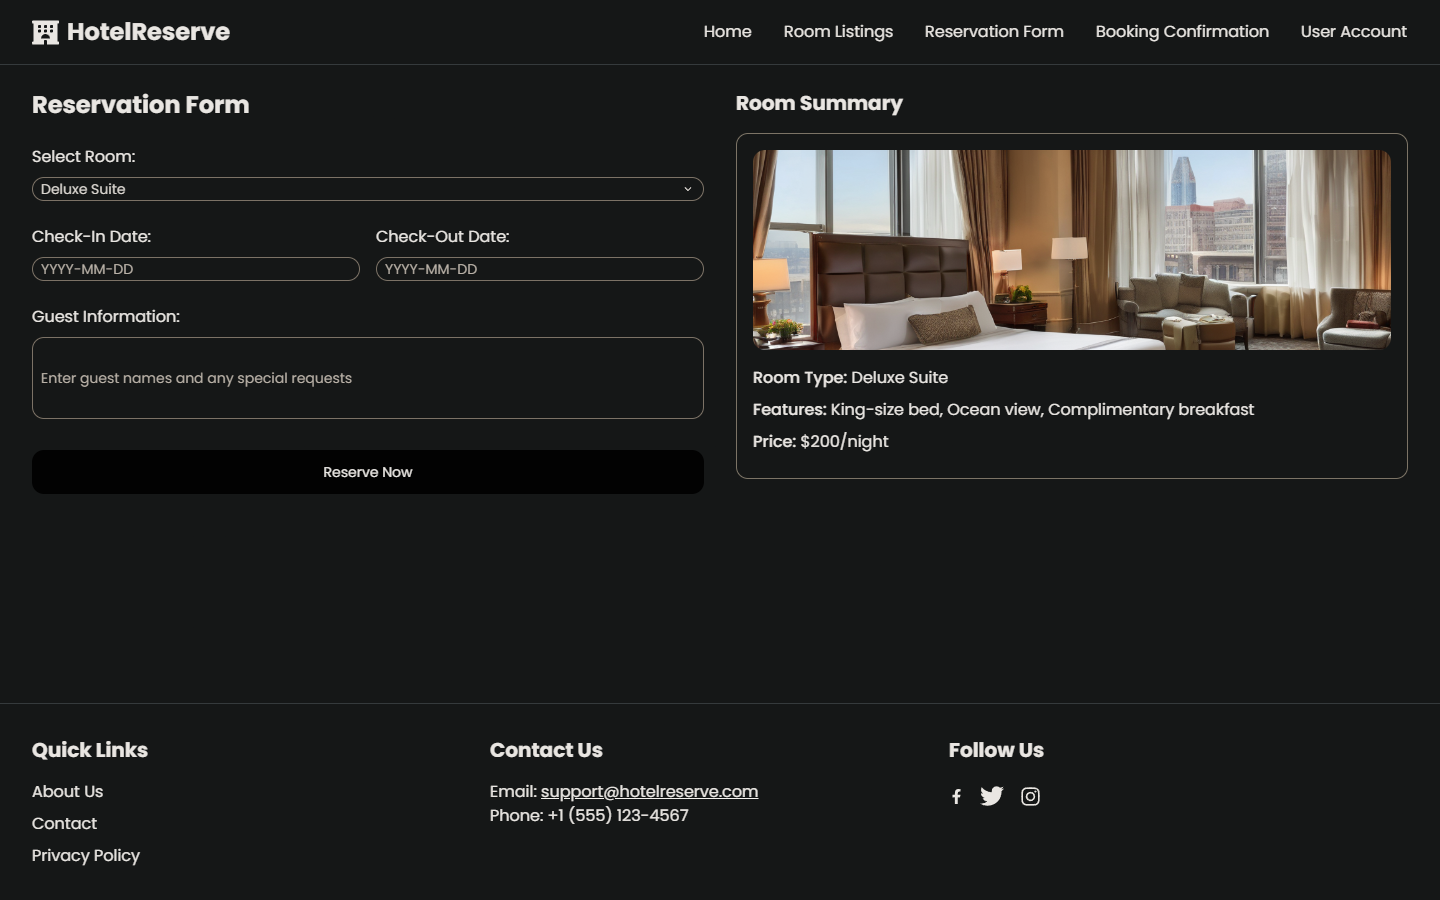 HotelReserve
Home
Room Listings
Reservation Form
Booking Confirmation
User Account
Reservation Form
Select Room:
Deluxe Suite
Check-In Date:
Check-Out Date:
YYYY-MM-DD
YYYY-MM-DD
Guest Information:
Enter guest names and any special requests
Reserve Now
Room Summary
Room Type: Deluxe Suite
Features: King-size bed, Ocean view, Complimentary breakfast
Price: $200/night
Quick Links
About Us
Contact
Privacy Policy
Contact Us
Email: support@hotelreserve.com
Phone: +1 (555) 123-4567
Follow Us